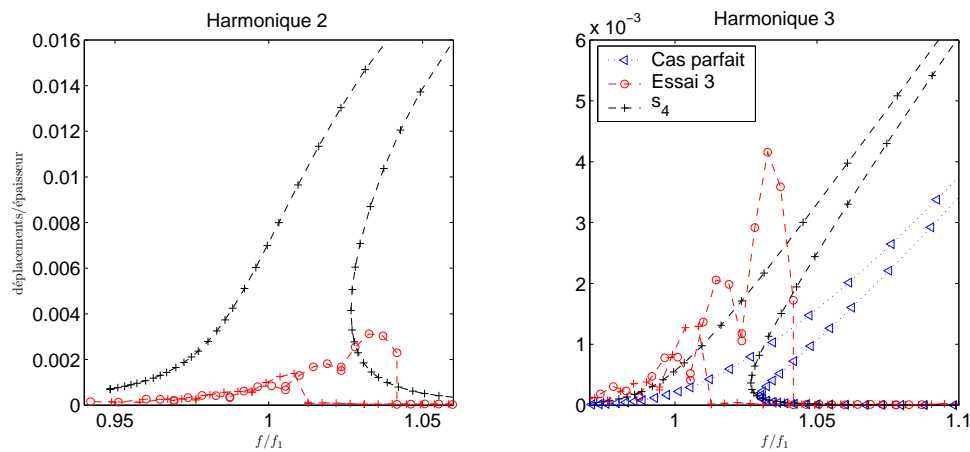 Harmonique 2
déplacements/épaisseur
0.016
0.014
0.012
0.01
0.008
0.006
0.004
0.002
0
0.95
1
1.05
f/f₁
Harmonique 3
x 10⁻³
6
5
4
3
2
1
0
1
1.05
1.1
f/f₁
Cas parfait
Essai 3
s₄